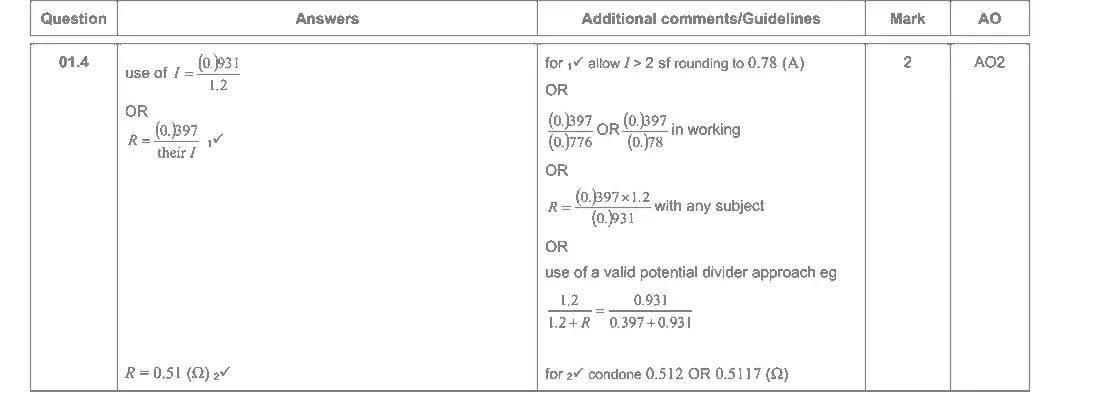 Question Answers Additional comments/Guidelines Mark AO
01.4 use of I = (0.)931 / 1.2 for 1✓ allow I > 2 sf rounding to 0.78 (A) 2 AO2
OR OR
R = (0.)397 / their I 1✓ (0.)397 / (0.)776 OR (0.)397 / (0.)78 in working
OR
R = (0.)397 × 1.2 / (0.)931 with any subject
OR
use of a valid potential divider approach eg
1.2 / 1.2 + R = 0.931 / 0.397 + 0.931
R = 0.51 (Ω) 2✓ for 2✓ condone 0.512 OR 0.5117 (Ω)